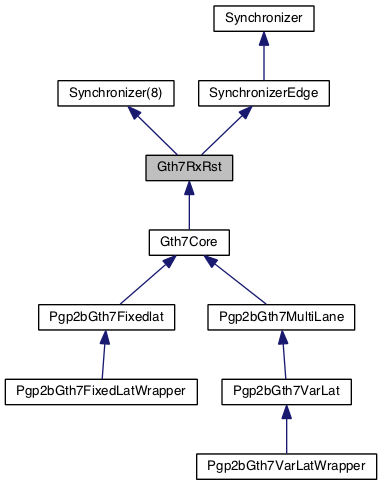 Synchronizer
Synchronizer(8)
SynchronizerEdge
Gth7RxRst
Gth7Core
Pgp2bGth7Fixedlat
Pgp2bGth7MultiLane
Pgp2bGth7FixedLatWrapper
Pgp2bGth7VarLat
Pgp2bGth7VarLatWrapper